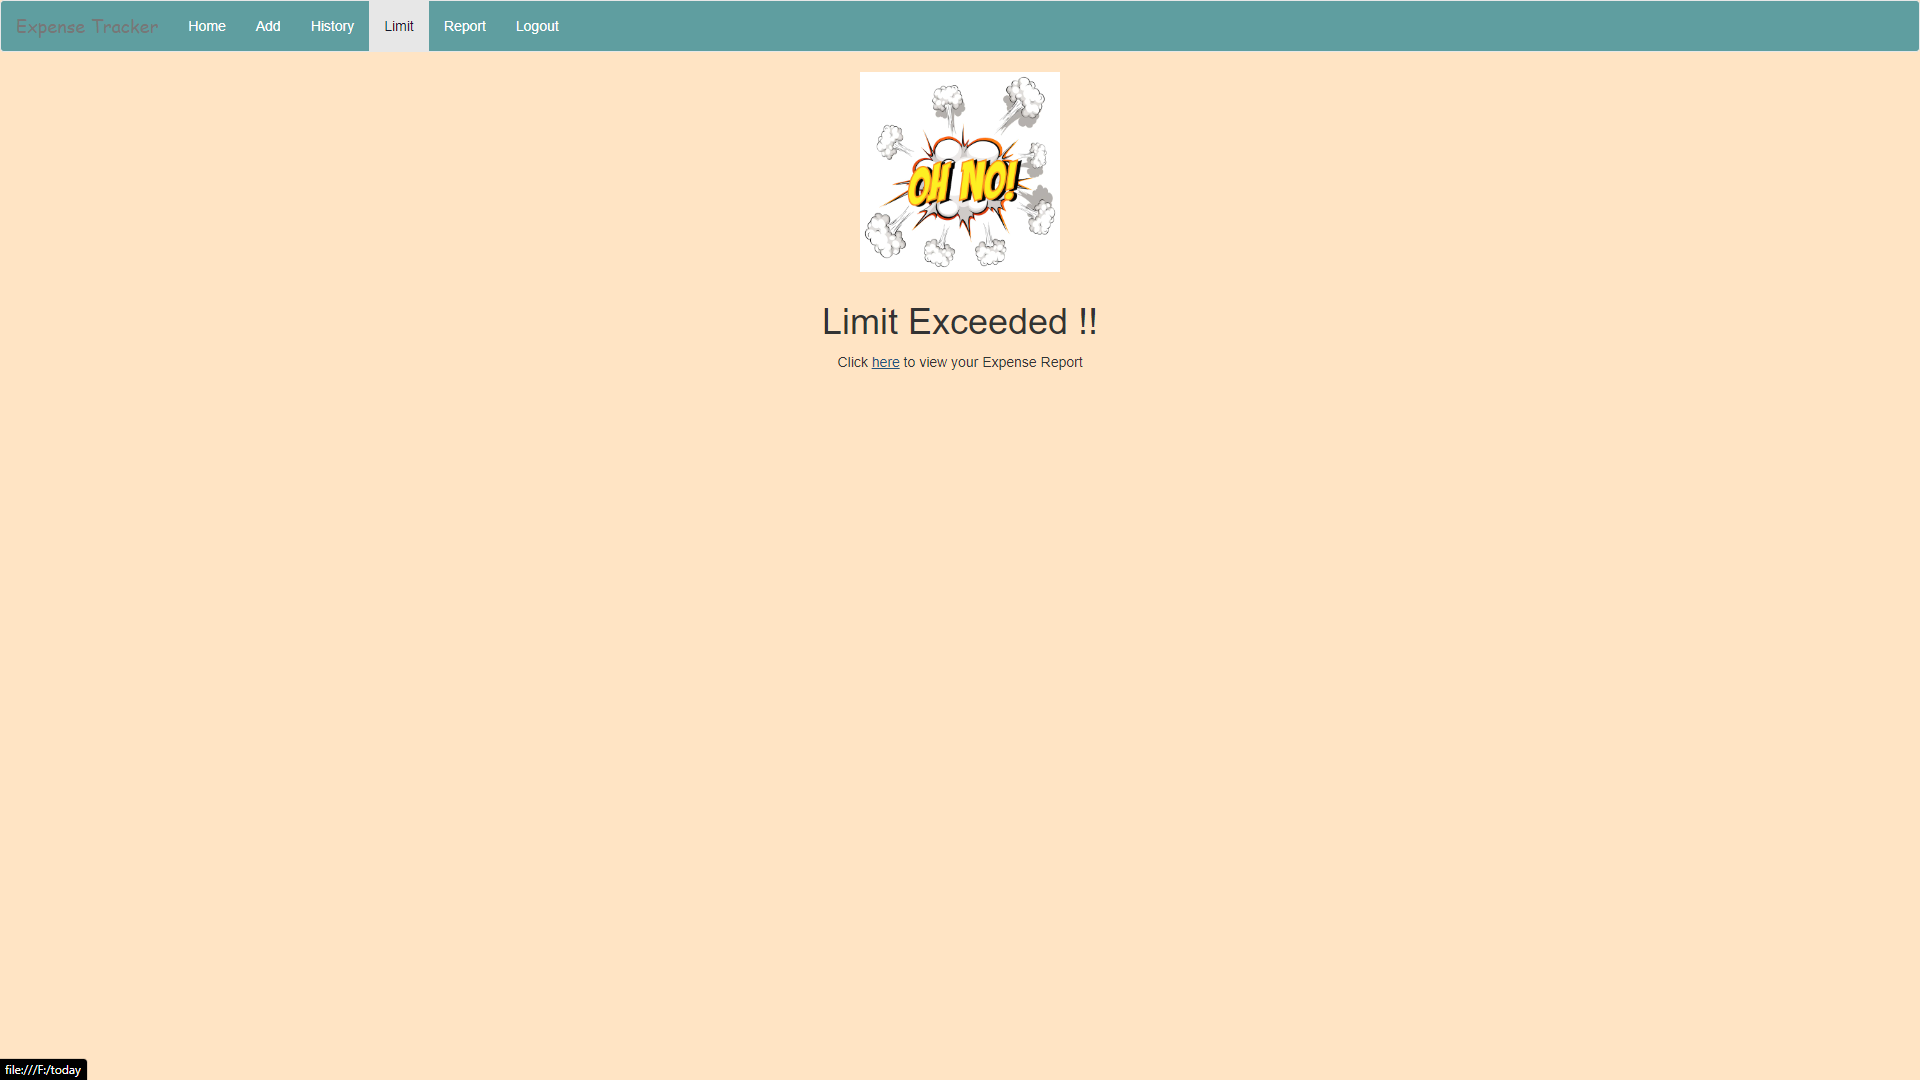 Expense Tracker Home Add History Limit Report Logout
OH NO!
Limit Exceeded !!
Click here to view your Expense Report
file:///F:/today